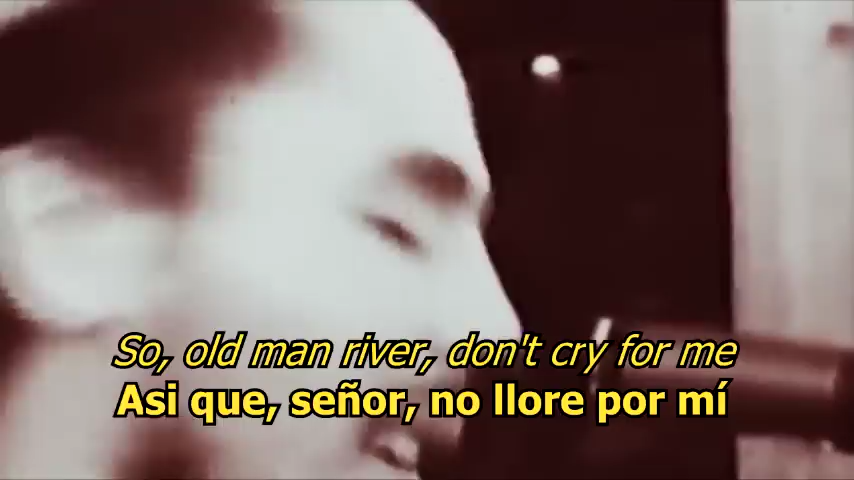 So, old man river, don't cry for me
Asi que, señor, no llore por mí